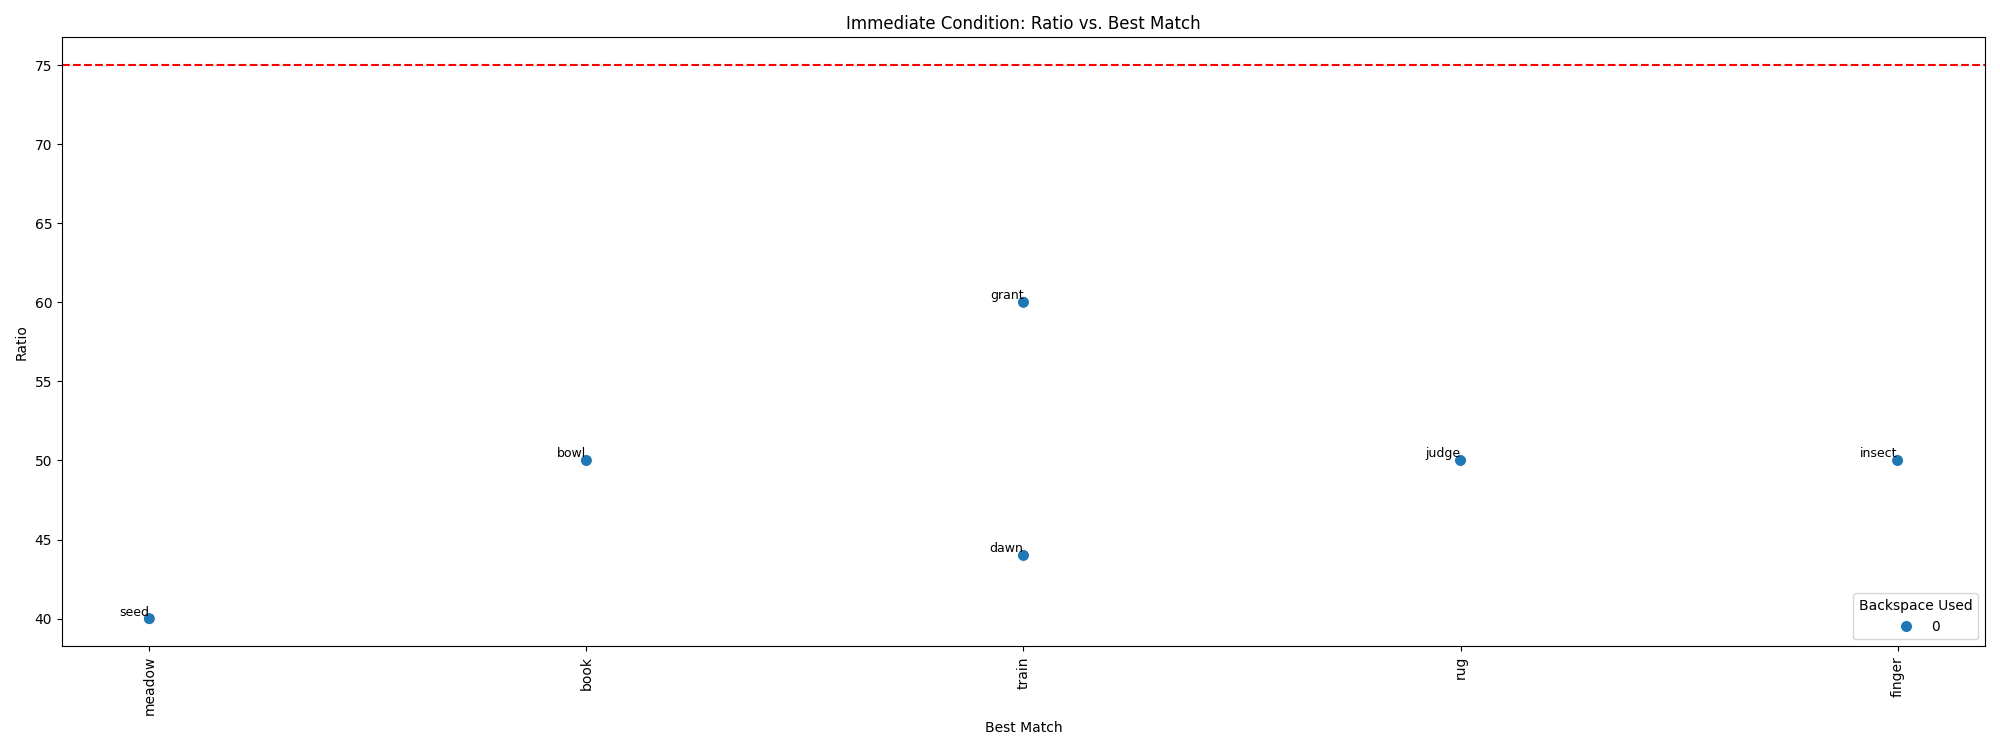 Immediate Condition: Ratio vs. Best Match
75
70
65
60
55
50
45
40
Ratio
grant
bowl
judge
insect
dawn
seed
Backspace Used
0
meadow
book
train
rug
finger
Best Match